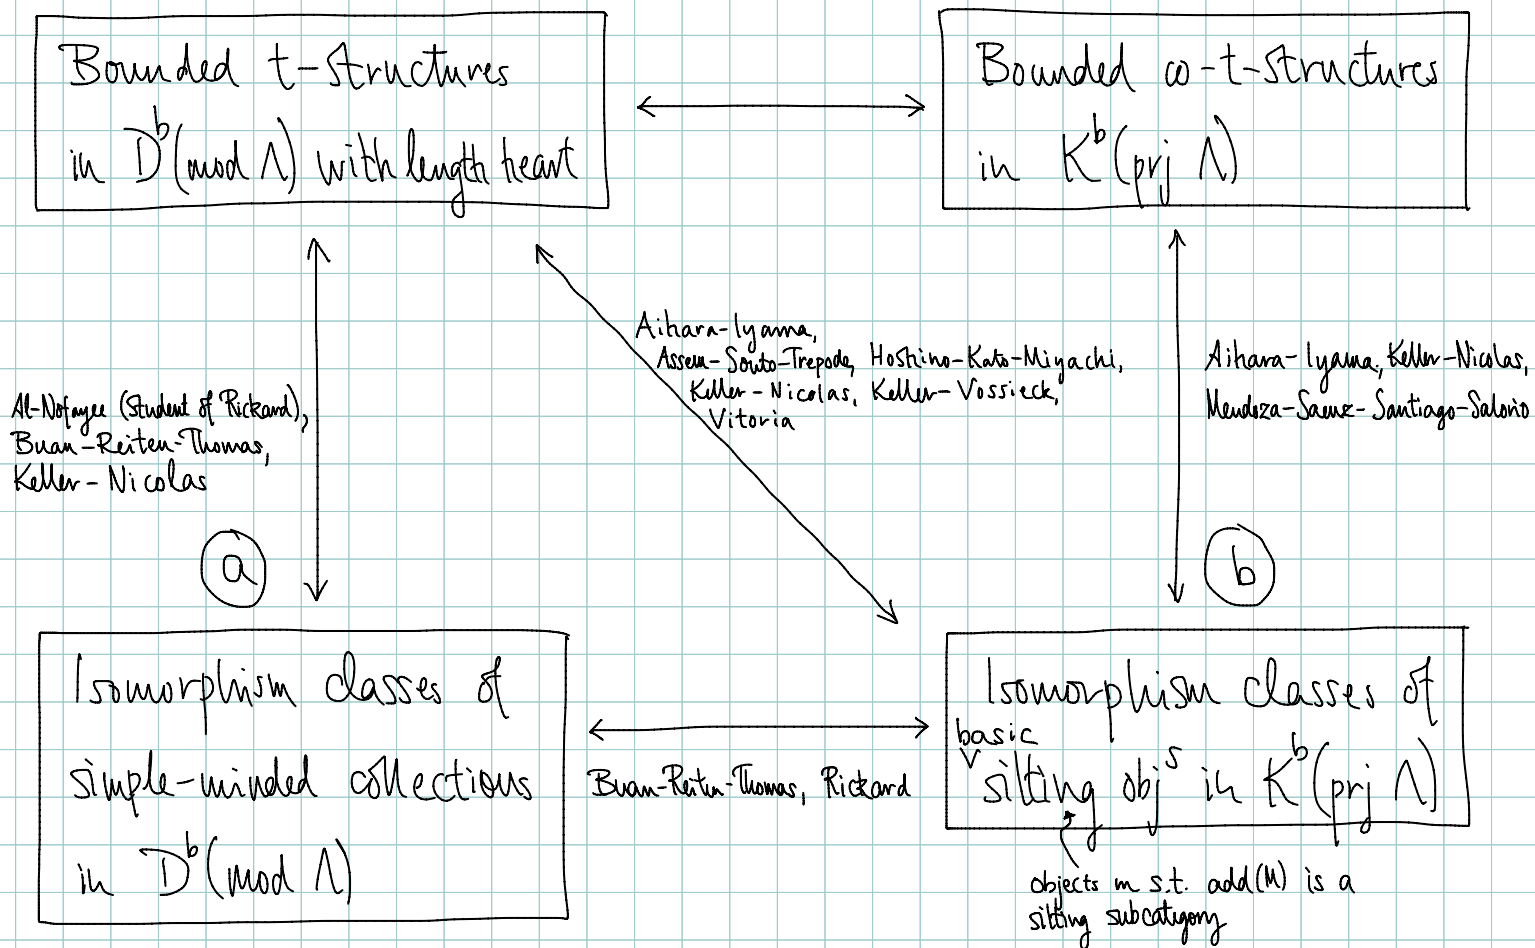 Bounded t-structures
in D^b(mod Λ) with length heart
Bounded co-t-structures
in K^b(prj Λ)
Aihara-Iyama,
Assem-Souto-Trepode, Hoshino-Kato-Miyachi,
Keller-Nicolas, Keller-Vossieck,
Vitoria
Aihara-Iyama, Keller-Nicolas,
Mendoza-Saenz-Santiago-Salorio
Al-Nofayee (Student of Rickard),
Buan-Reiten-Thomas,
Keller-Nicolas
a
b
Isomorphism classes of
simple-minded collections
in D^b(mod Λ)
Buan-Reiten-Thomas, Rickard
Isomorphism classes of
basic
silting obj^s in K^b(prj Λ)
objects m s.t. add(M) is a
silting subcategory